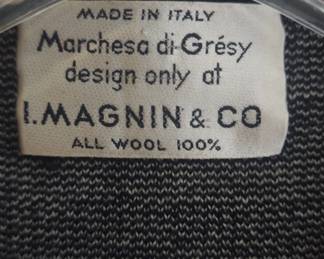 MADE IN ITALY
Marchesa di Grésy
design only at
I.MAGNIN & CO
ALL WOOL 100%